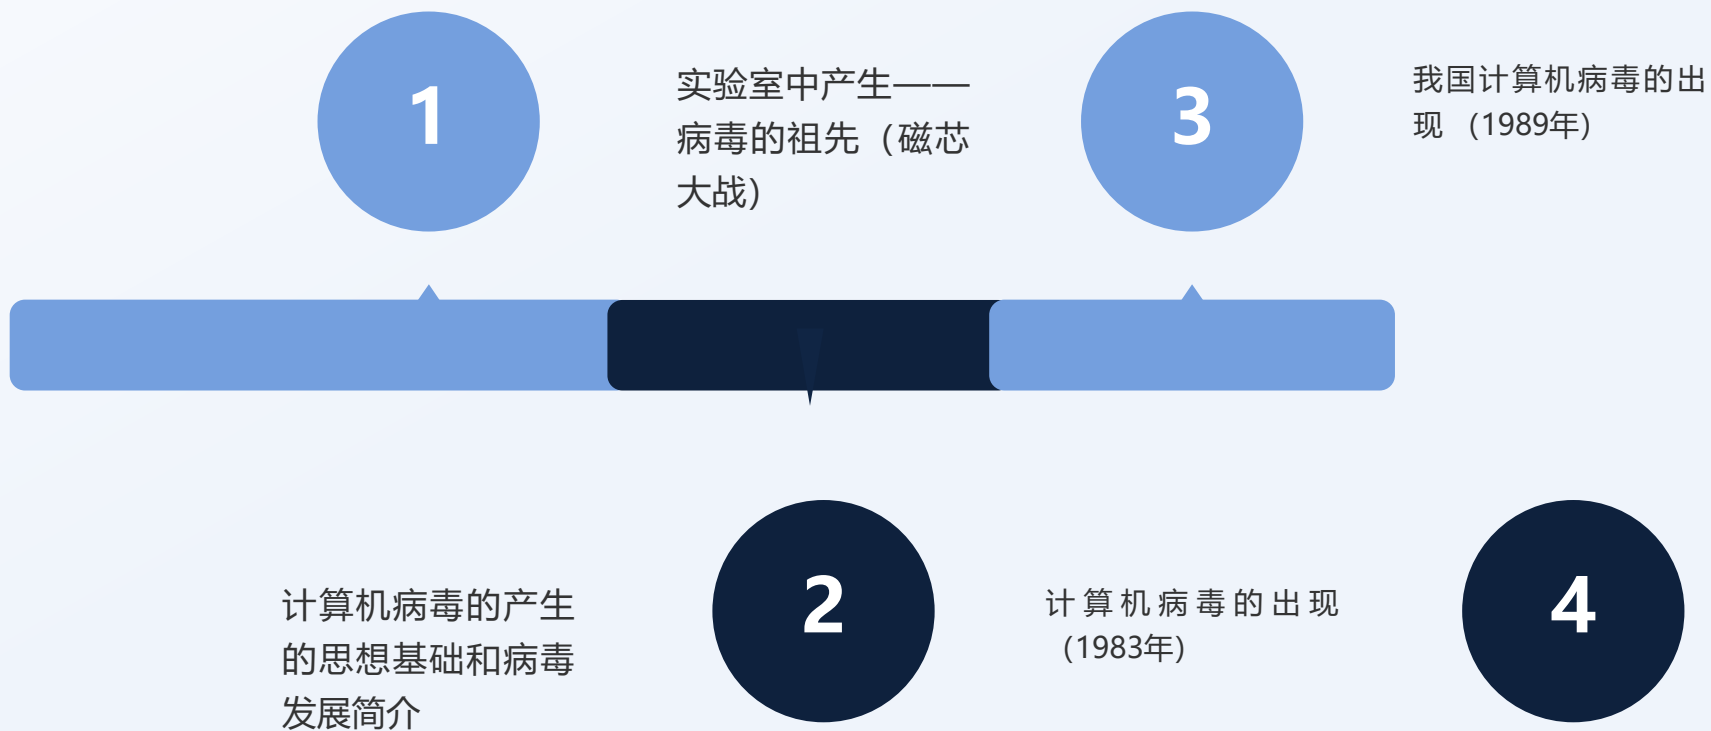 1
实验室中产生——
病毒的祖先（磁芯
大战）
3
我国计算机病毒的出
现 （1989年）
计算机病毒的产生
的思想基础和病毒
发展简介
2
计算机病毒的出现
（1983年）
4